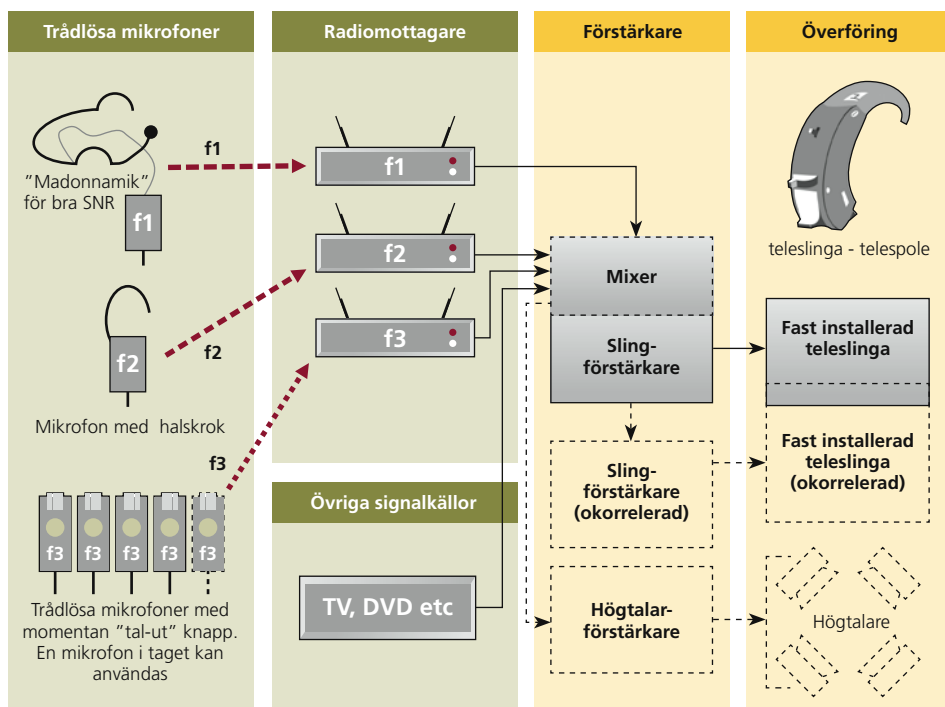 Trådlösa mikrofoner
"Madonnamik"
för bra SNR
f1
f1
f2
f2
Mikrofon med halskrok
f3
f3
f3
f3
f3
f3
Trådlösa mikrofoner med
momentan "tal-ut" knapp.
En mikrofon i taget kan
användas
Radiomottagare
f1
f2
f3
Övriga signalkällor
TV, DVD etc
Förstärkare
Mixer
Sling-
förstärkare
Sling-
förstärkare
(okorrelerad)
Högtalar-
förstärkare
Överföring
T
teleslinga - telespole
Fast installerad
teleslinga
Fast installerad
teleslinga
(okorrelerad)
Högtalare